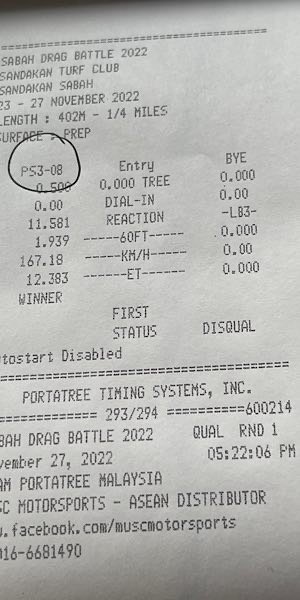 ================================
SABAH DRAG BATTLE 2022
SANDAKAN TURF CLUB
SANDAKAN SABAH
23 - 27 NOVEMBER 2022
LENGTH : 402M - 1/4 MILES
SURFACE : PREP
PS3-08 Entry BYE
0.500 0.000 TREE 0.000
0.00 DIAL-IN 0.00
11.581 REACTION -LB3-
1.939 -----60FT----- 0.000
167.18 -----KM/H---- 0.00
12.383 ------ET----- 0.000
WINNER
FIRST
STATUS DISQUAL
tostart Disabled
================================
PORTATREE TIMING SYSTEMS, INC.
============ 293/294 ==========600214
BAH DRAG BATTLE 2022 QUAL RND 1
vember 27, 2022 05:22:06 PM
AM PORTATREE MALAYSIA
SC MOTORSPORTS - ASEAN DISTRIBUTOR
.facebook.com/muscmotorsports
016-6681490